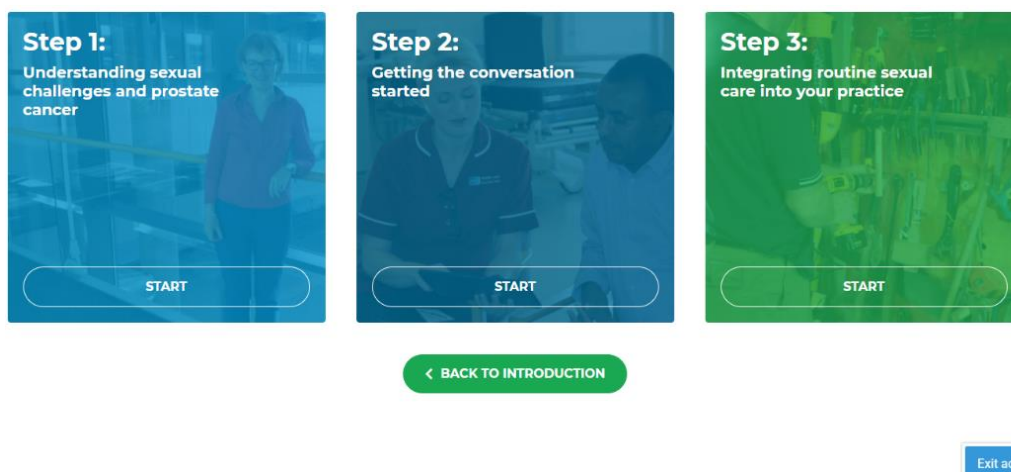 Step 1:
Understanding sexual
challenges and prostate
cancer
START
Step 2:
Getting the conversation
started
START
Step 3:
Integrating routine sexual
care into your practice
START
BACK TO INTRODUCTION
Exit